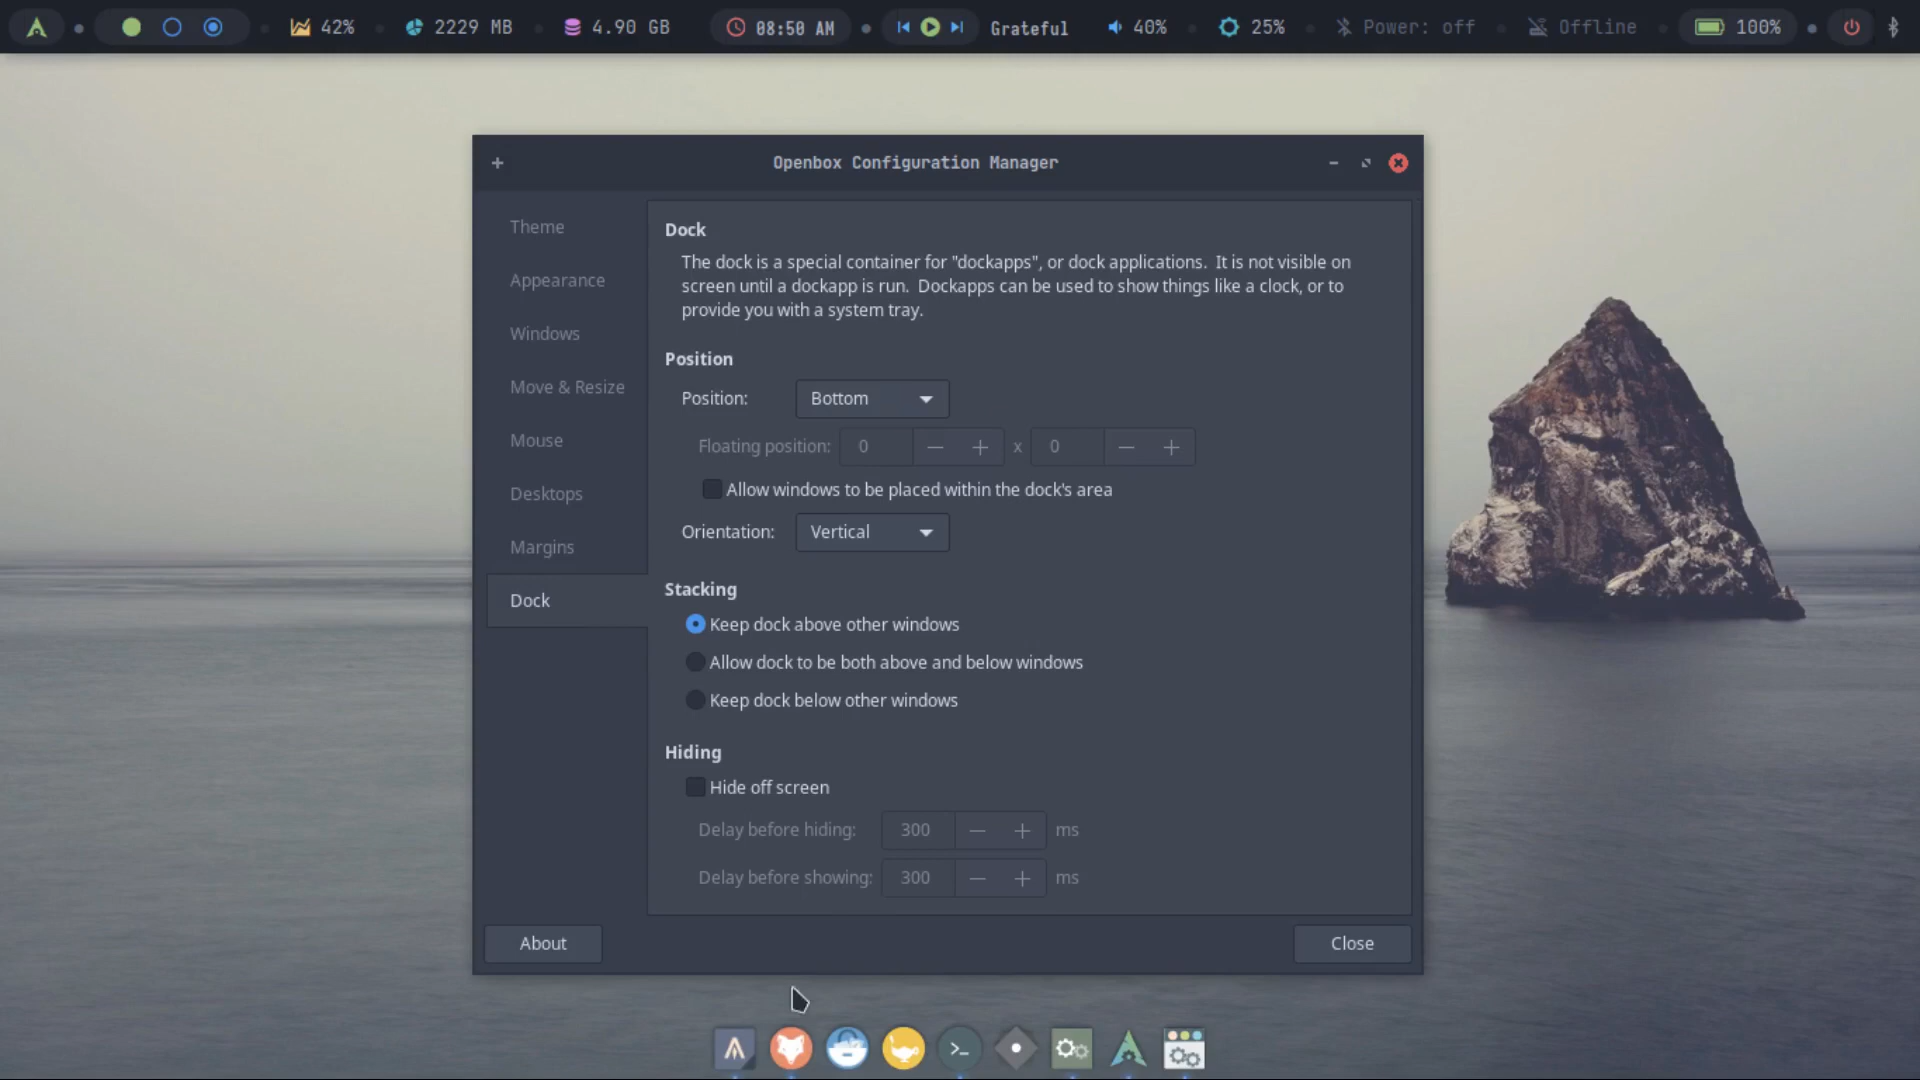 42% 2229 MB 4.90 GB 08:50 AM Grateful 40% 25% Power: off Offline 100%
Openbox Configuration Manager
Theme
Appearance
Windows
Move & Resize
Mouse
Desktops
Margins
Dock
Dock
The dock is a special container for "dockapps", or dock applications. It is not visible on
screen until a dockapp is run. Dockapps can be used to show things like a clock, or to
provide you with a system tray.
Position
Position: Bottom
Floating position: 0 x 0
Allow windows to be placed within the dock's area
Orientation: Vertical
Stacking
Keep dock above other windows
Allow dock to be both above and below windows
Keep dock below other windows
Hiding
Hide off screen
Delay before hiding: 300 ms
Delay before showing: 300 ms
About Close